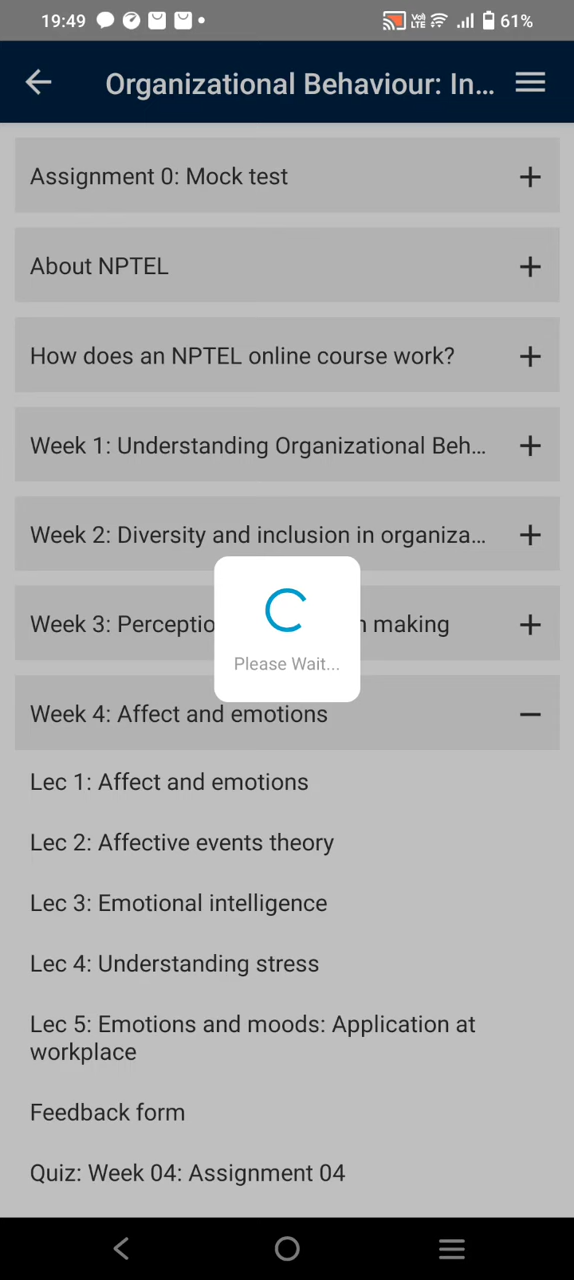 19:49 VoI LTE 61%
Organizational Behaviour: In...
Assignment 0: Mock test
About NPTEL
How does an NPTEL online course work?
Week 1: Understanding Organizational Beh...
Week 2: Diversity and inclusion in organiza...
Week 3: making
Please Wait...
Week 4: Affect and emotions
Lec 1: Affect and emotions
Lec 2: Affective events theory
Lec 3: Emotional intelligence
Lec 4: Understanding stress
Lec 5: Emotions and moods: Application at
workplace
Feedback form
Quiz: Week 04: Assignment 04